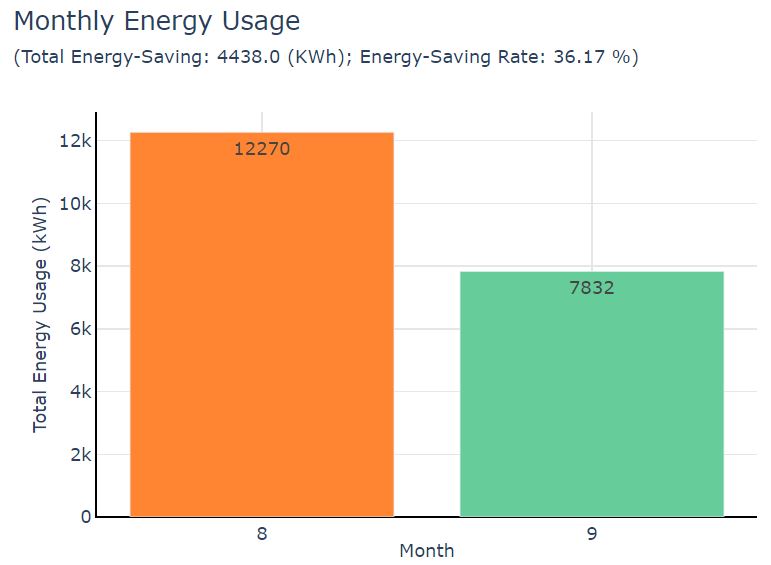 Monthly Energy Usage
(Total Energy-Saving: 4438.0 (KWh); Energy-Saving Rate: 36.17 %)
Total Energy Usage (kWh)
12k
10k
8k
6k
4k
2k
0
12270
7832
8
9
Month